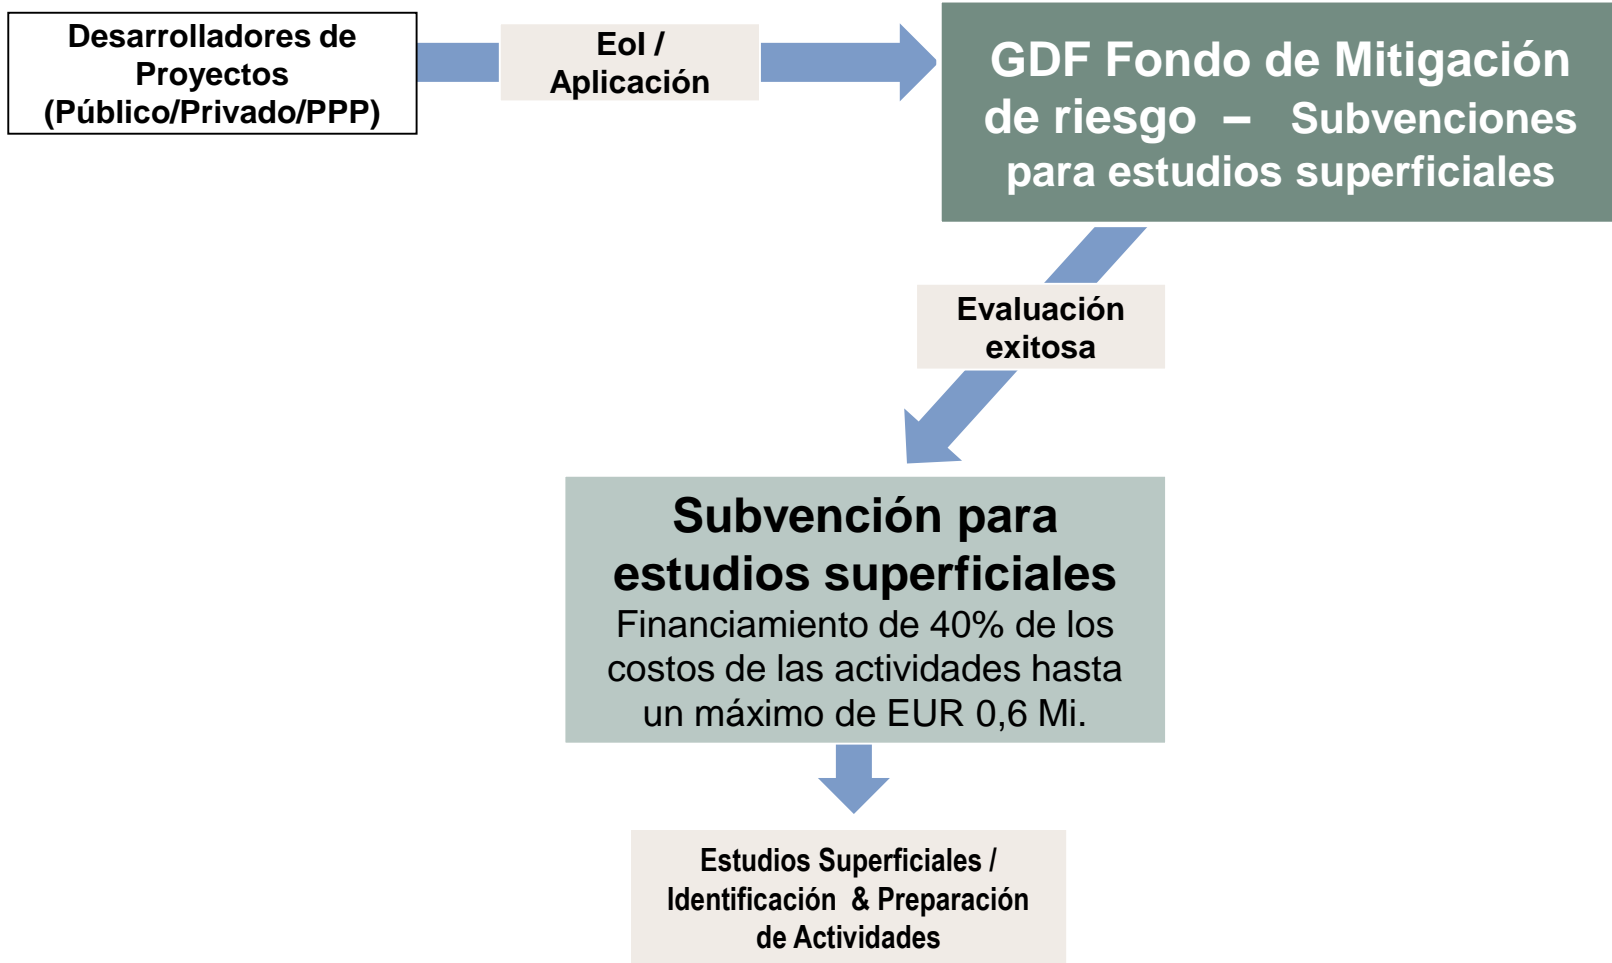 Desarrolladores de
Proyectos
(Público/Privado/PPP)
EoI /
Aplicación
GDF Fondo de Mitigación
de riesgo – Subvenciones
para estudios superficiales
Evaluación
exitosa
Subvención para
estudios superficiales
Financiamiento de 40% de los
costos de las actividades hasta
un máximo de EUR 0,6 Mi.
Estudios Superficiales /
Identificación & Preparación
de Actividades